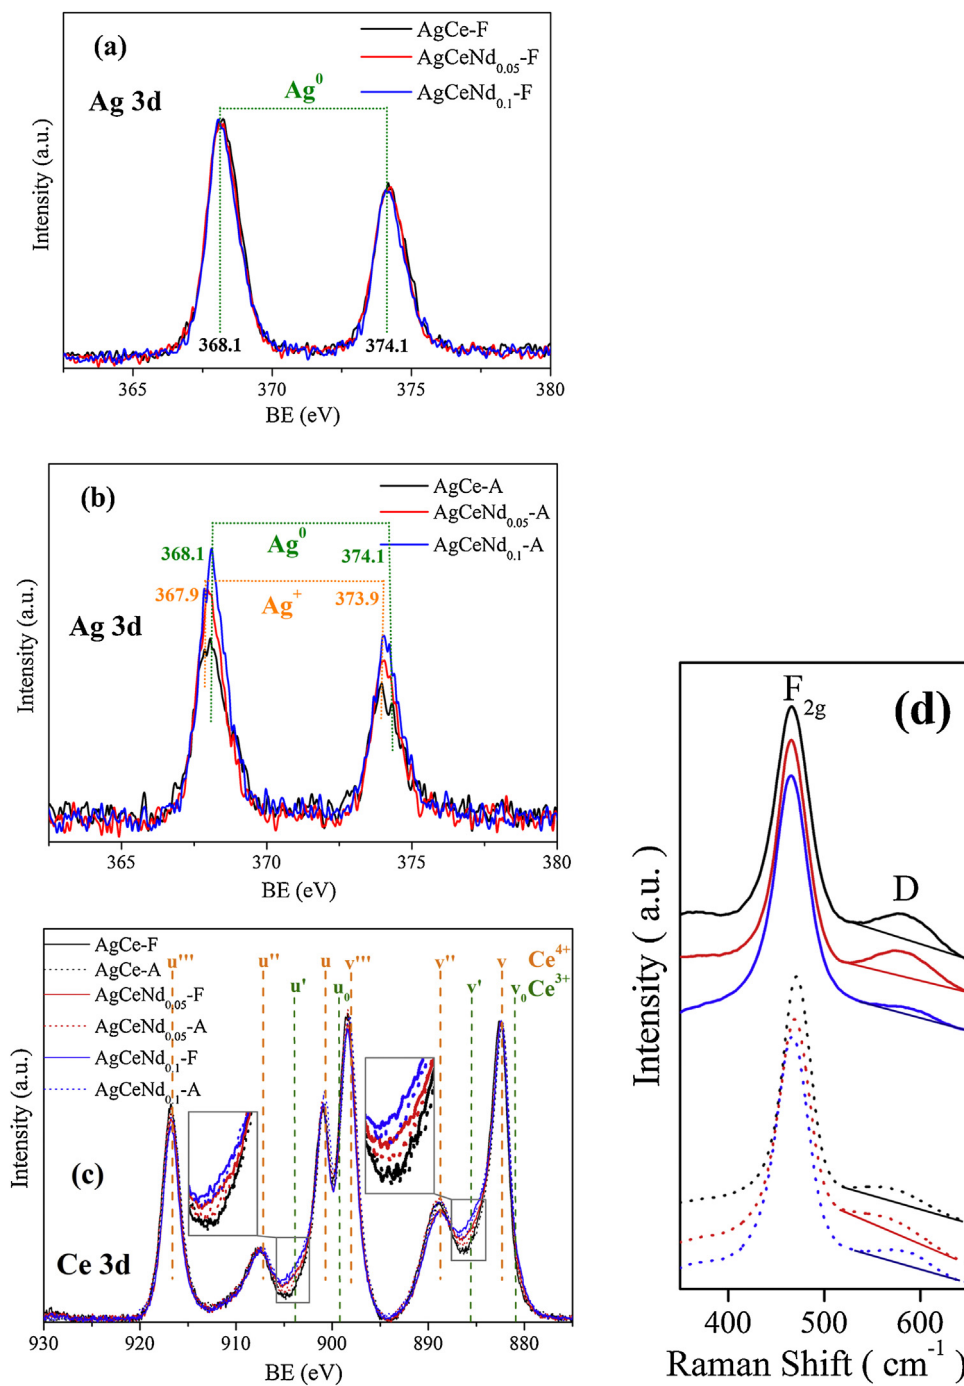 (a)
AgCe-F
AgCeNd0.05-F
AgCeNd0.1-F
Ag 3d
Ag0
Intensity (a.u.)
368.1
374.1
365
370
375
380
BE (eV)
(b)
AgCe-A
AgCeNd0.05-A
AgCeNd0.1-A
Ag0
368.1
374.1
367.9
Ag+
373.9
Ag 3d
Intensity (a.u.)
365
370
375
380
BE (eV)
AgCe-F
AgCe-A
AgCeNd0.05-F
AgCeNd0.05-A
AgCeNd0.1-F
AgCeNd0.1-A
u'''
u''
u
v'''
v''
v
Ce4+
u'
u0
v'
v0
Ce3+
Intensity (a.u.)
(c)
Ce 3d
930
920
910
900
890
880
BE (eV)
(d)
F2g
D
Intensity ( a.u.)
400
500
600
Raman Shift ( cm-1)